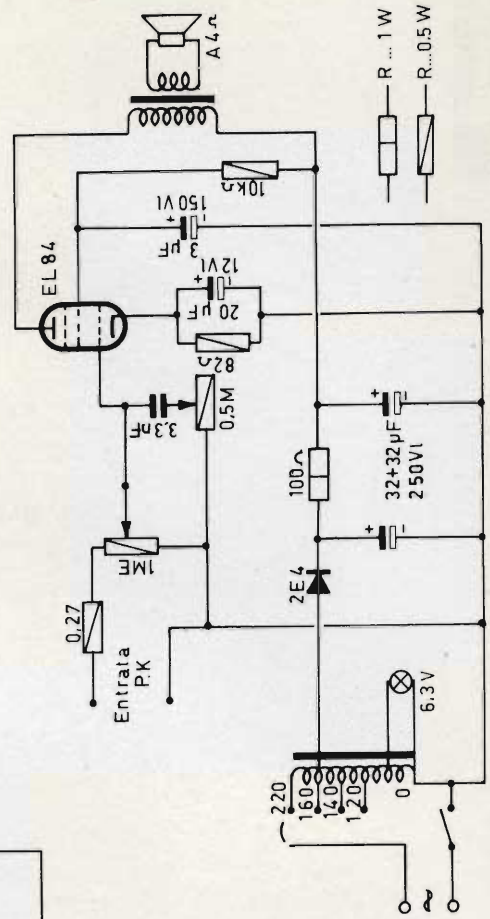 A 4Ω
R... 1 W
R...0.5 W
EL 84
10kΩ
150 Vl
3 µF
+
-
12 Vl
20 µF
+
-
82Ω
3.3nF
0.5M
1ME
0.27
Entrata
P.K
100Ω
2E4
+
-
+
-
32+32µF
250Vl
220
160
140
120
0
6.3 V
~